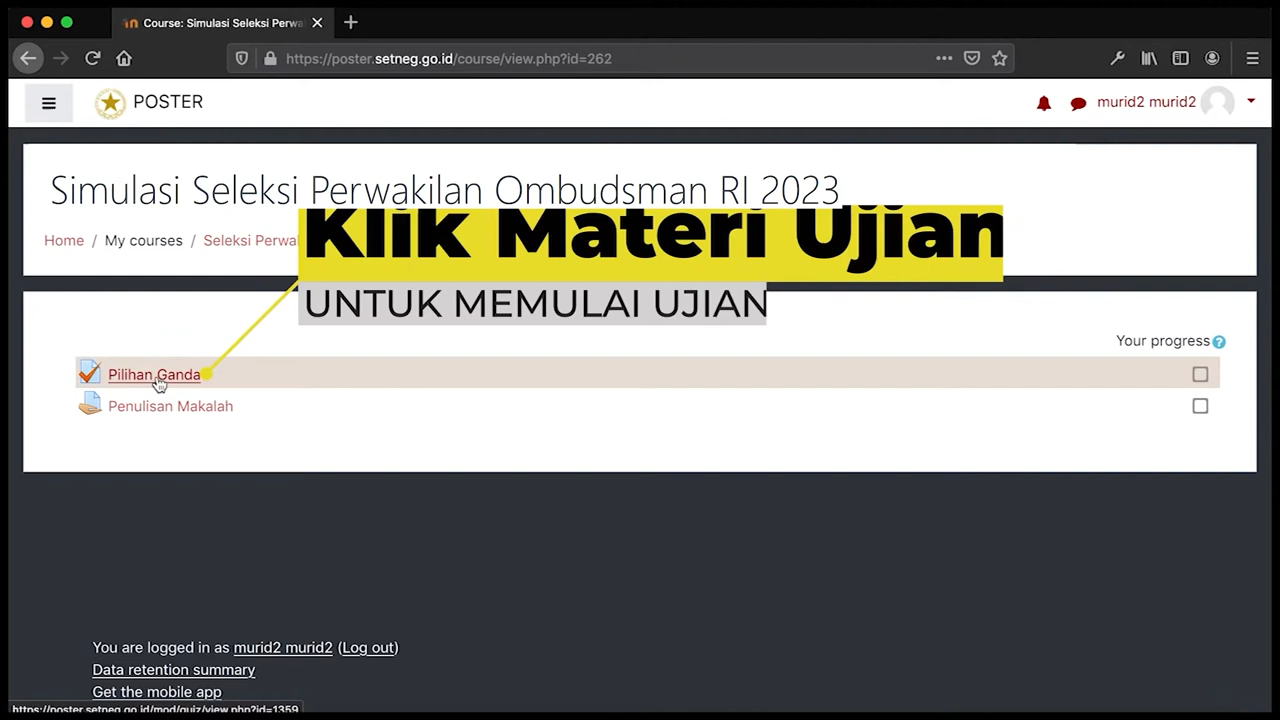 Course: Simulasi Seleksi Perwa
https://poster.setneg.go.id/course/view.php?id=262
POSTER
murid2 murid2
Simulasi Seleksi Perwakilan Ombudsman RI 2023
Klik Materi Ujian
Home / My courses / Seleksi Perwa
UNTUK MEMULAI UJIAN
Your progress
Pilihan Ganda
Penulisan Makalah
You are logged in as murid2 murid2 (Log out)
Data retention summary
Get the mobile app
https://poster.setneg.go.id/mod/quiz/view.php?id=1359